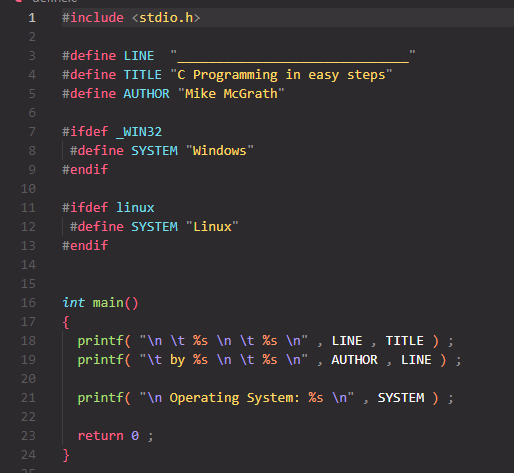 1 #include <stdio.h>
2
3 #define LINE  "______________________________"
4 #define TITLE "C Programming in easy steps"
5 #define AUTHOR "Mike McGrath"
6
7 #ifdef _WIN32
8  #define SYSTEM "Windows"
9 #endif
10
11 #ifdef linux
12  #define SYSTEM "Linux"
13 #endif
14
15
16 int main()
17 {
18   printf( "\n \t %s \n \t %s \n" , LINE , TITLE ) ;
19   printf( "\t by %s \n \t %s \n" , AUTHOR , LINE ) ;
20
21   printf( "\n Operating System: %s \n" , SYSTEM ) ;
22
23   return 0 ;
24 }